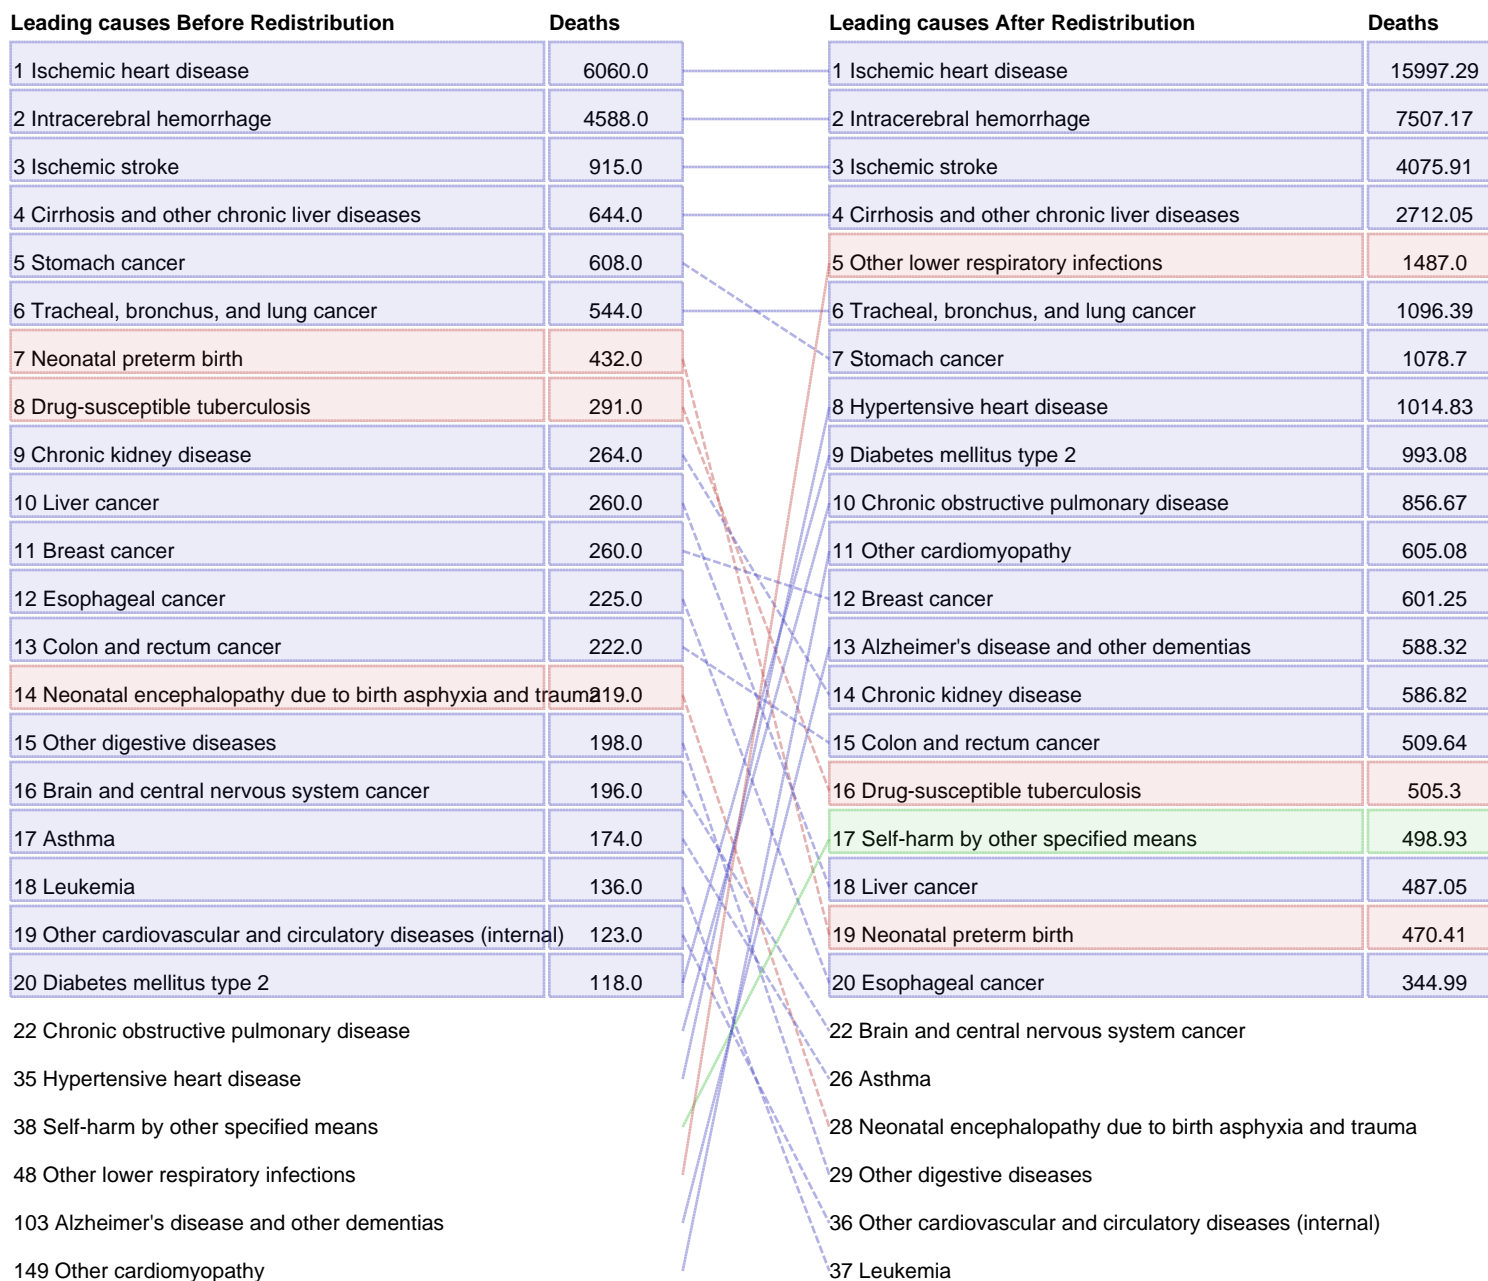 Leading causes Before Redistribution Deaths Leading causes After Redistribution Deaths
1 Ischemic heart disease 6060.0 1 Ischemic heart disease 15997.29
2 Intracerebral hemorrhage 4588.0 2 Intracerebral hemorrhage 7507.17
3 Ischemic stroke 915.0 3 Ischemic stroke 4075.91
4 Cirrhosis and other chronic liver diseases 644.0 4 Cirrhosis and other chronic liver diseases 2712.05
5 Stomach cancer 608.0 5 Other lower respiratory infections 1487.0
6 Tracheal, bronchus, and lung cancer 544.0 6 Tracheal, bronchus, and lung cancer 1096.39
7 Neonatal preterm birth 432.0 7 Stomach cancer 1078.7
8 Drug-susceptible tuberculosis 291.0 8 Hypertensive heart disease 1014.83
9 Chronic kidney disease 264.0 9 Diabetes mellitus type 2 993.08
10 Liver cancer 260.0 10 Chronic obstructive pulmonary disease 856.67
11 Breast cancer 260.0 11 Other cardiomyopathy 605.08
12 Esophageal cancer 225.0 12 Breast cancer 601.25
13 Colon and rectum cancer 222.0 13 Alzheimer's disease and other dementias 588.32
14 Neonatal encephalopathy due to birth asphyxia and trauma 219.0 14 Chronic kidney disease 586.82
15 Other digestive diseases 198.0 15 Colon and rectum cancer 509.64
16 Brain and central nervous system cancer 196.0 16 Drug-susceptible tuberculosis 505.3
17 Asthma 174.0 17 Self-harm by other specified means 498.93
18 Leukemia 136.0 18 Liver cancer 487.05
19 Other cardiovascular and circulatory diseases (internal) 123.0 19 Neonatal preterm birth 470.41
20 Diabetes mellitus type 2 118.0 20 Esophageal cancer 344.99
22 Chronic obstructive pulmonary disease 22 Brain and central nervous system cancer
35 Hypertensive heart disease 26 Asthma
38 Self-harm by other specified means 28 Neonatal encephalopathy due to birth asphyxia and trauma
48 Other lower respiratory infections 29 Other digestive diseases
103 Alzheimer's disease and other dementias 36 Other cardiovascular and circulatory diseases (internal)
149 Other cardiomyopathy 37 Leukemia